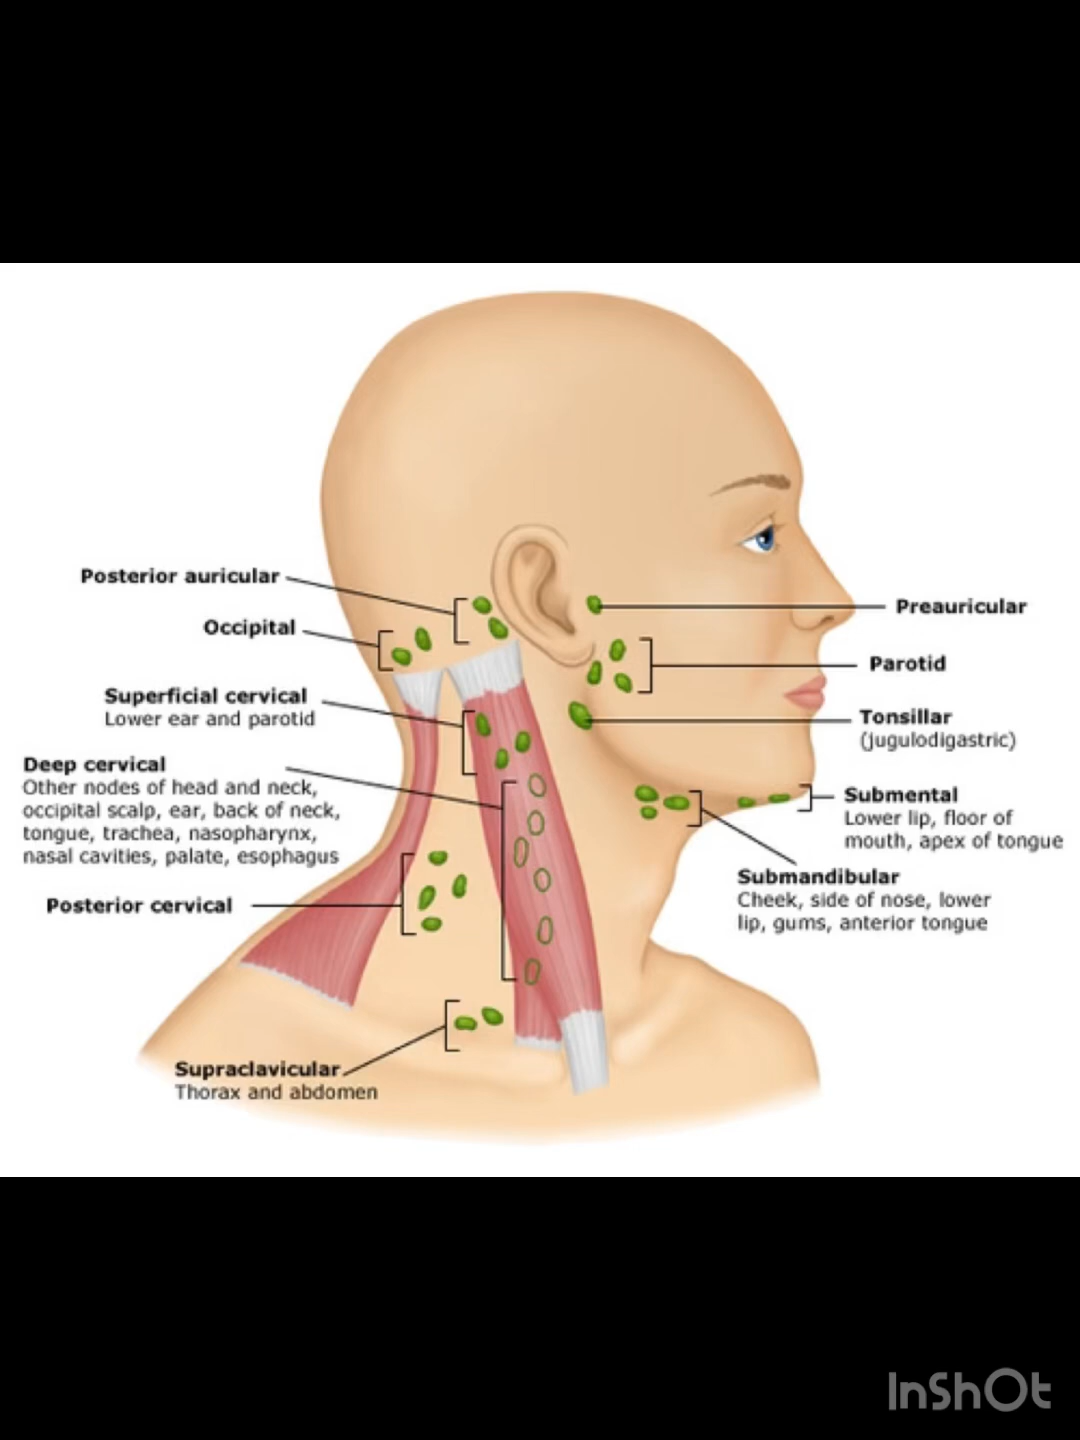 Posterior auricular
Occipital
Superficial cervical
Lower ear and parotid
Deep cervical
Other nodes of head and neck,
occipital scalp, ear, back of neck,
tongue, trachea, nasopharynx,
nasal cavities, palate, esophagus
Posterior cervical
Supraclavicular
Thorax and abdomen
Preauricular
Parotid
Tonsillar
(jugulodigastric)
Submental
Lower lip, floor of
mouth, apex of tongue
Submandibular
Cheek, side of nose, lower
lip, gums, anterior tongue
InShOt